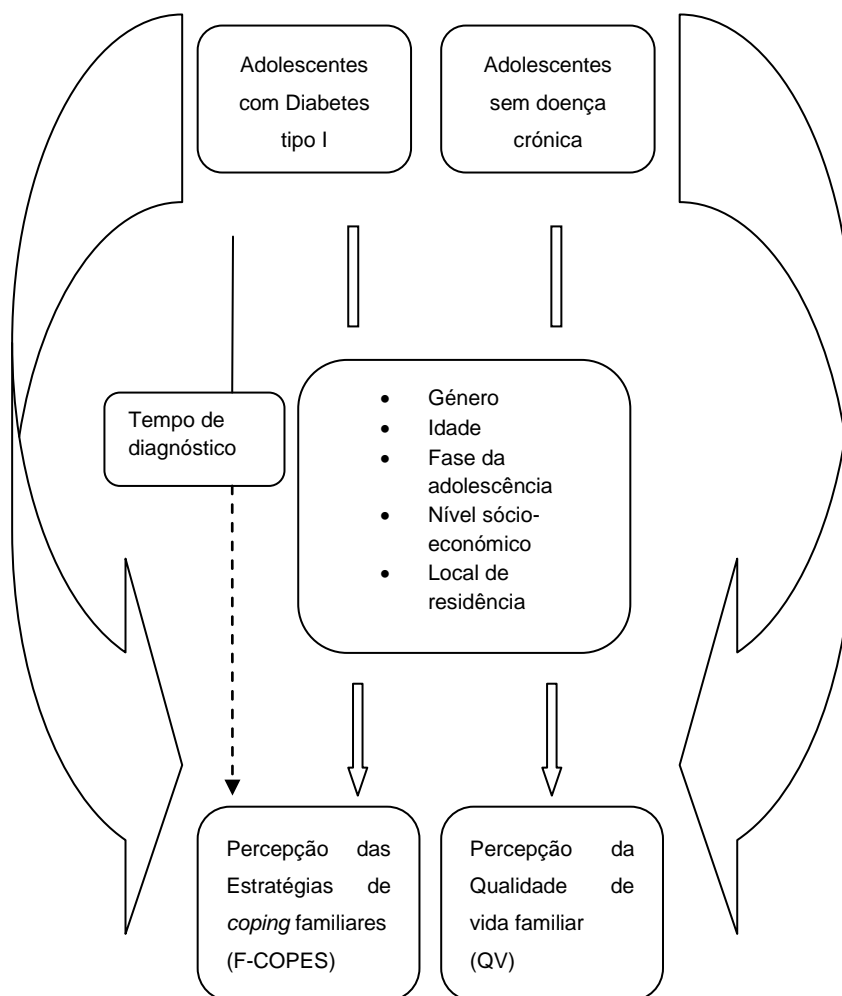 Adolescentes
com Diabetes
tipo I
Adolescentes
sem doença
crónica
Tempo de
diagnóstico
• Género
• Idade
• Fase da
adolescência
• Nível sócio-
económico
• Local de
residência
Percepção das
Estratégias de
coping familiares
(F-COPES)
Percepção da
Qualidade de
vida familiar
(QV)